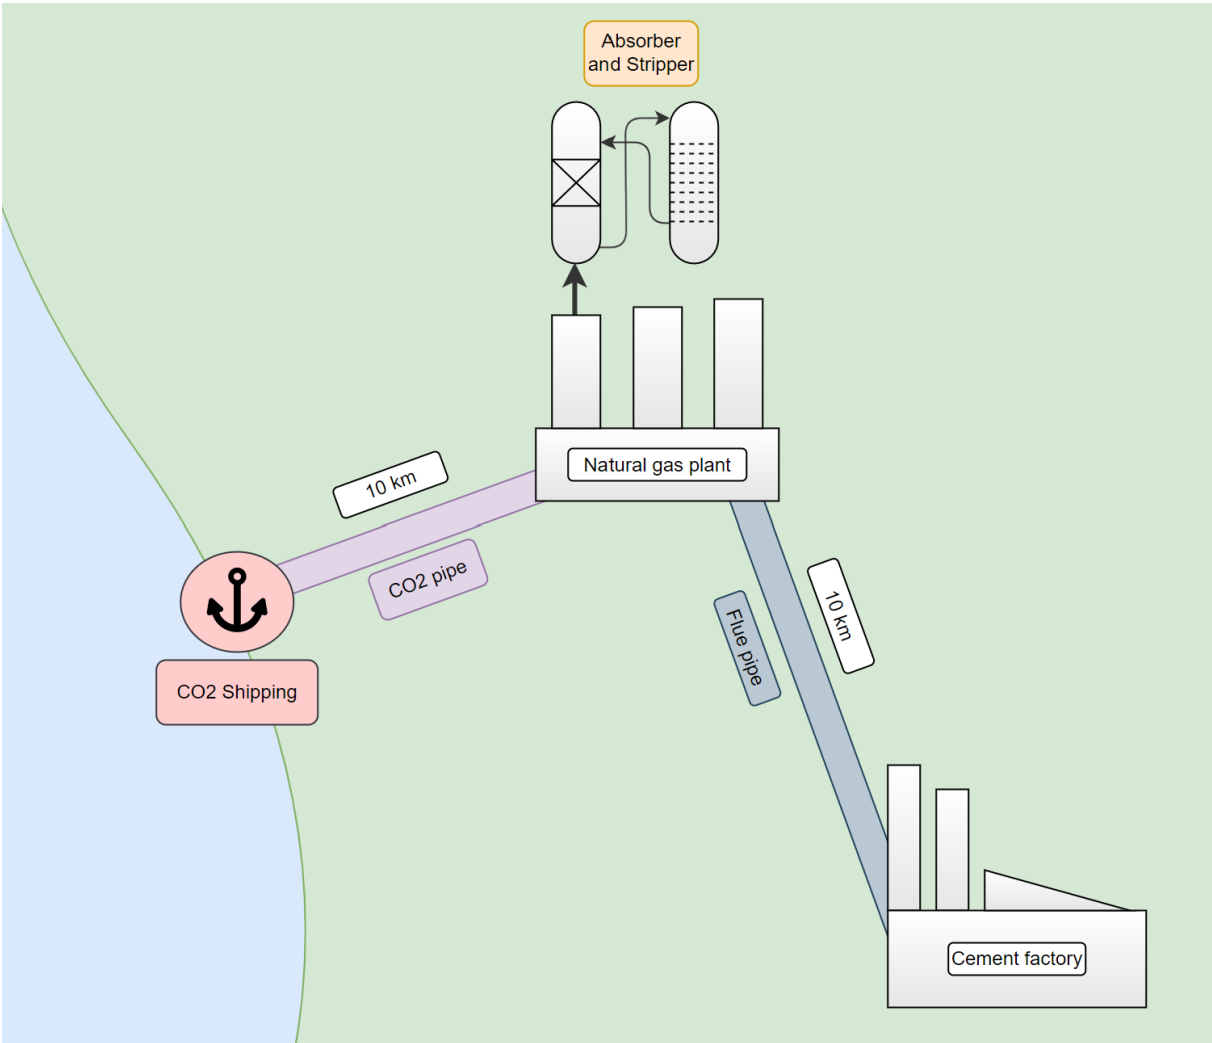 Absorber
and Stripper
Natural gas plant
10 km
CO2 pipe
10 km
Flue pipe
CO2 Shipping
Cement factory